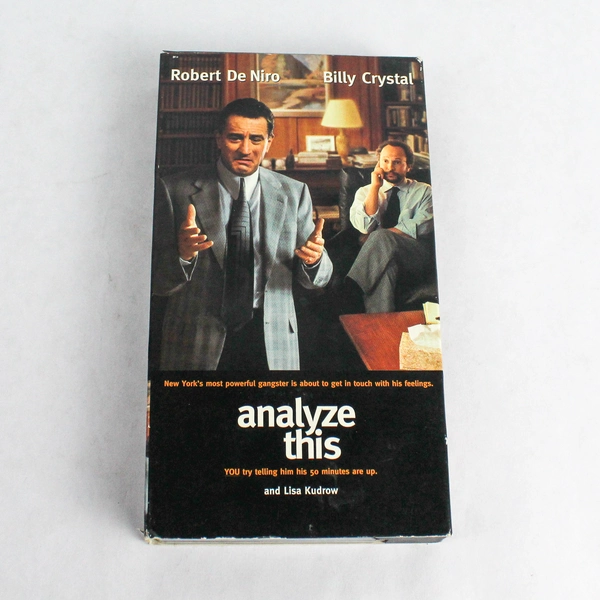 Robert De Niro Billy Crystal
New York's most powerful gangster is about to get in touch with his feelings.
analyze
this
YOU try telling him his 50 minutes are up.
and Lisa Kudrow